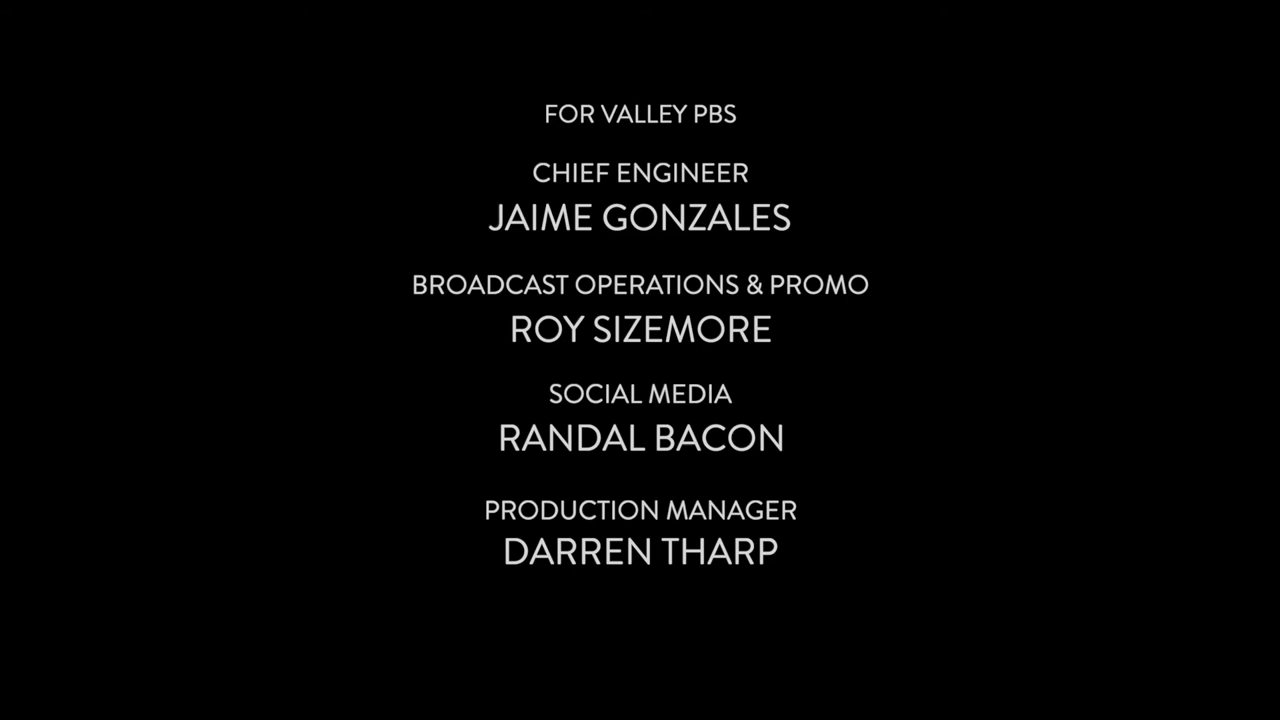 FOR VALLEY PBS
CHIEF ENGINEER
JAIME GONZALES
BROADCAST OPERATIONS & PROMO
ROY SIZEMORE
SOCIAL MEDIA
RANDAL BACON
PRODUCTION MANAGER
DARREN THARP